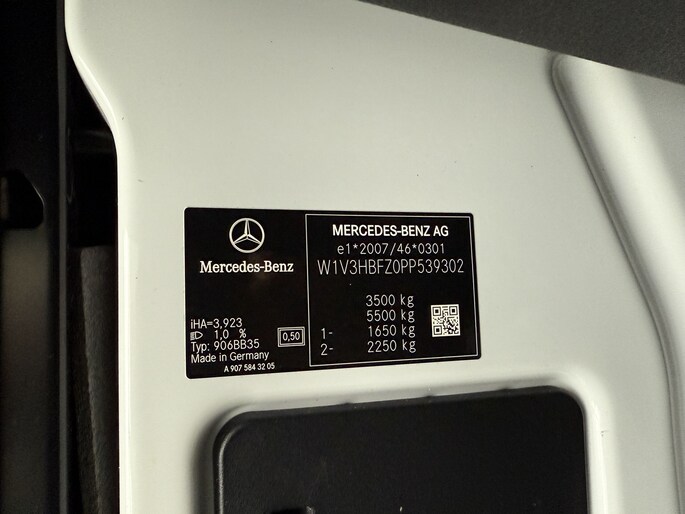 Mercedes-Benz
iHA=3,923
1,0 %
Typ: 906BB35
Made in Germany
A 907 584 32 05
0,50
MERCEDES-BENZ AG
e1*2007/46*0301
W1V3HBFZ0PP539302
3500 kg
5500 kg
1- 1650 kg
2- 2250 kg